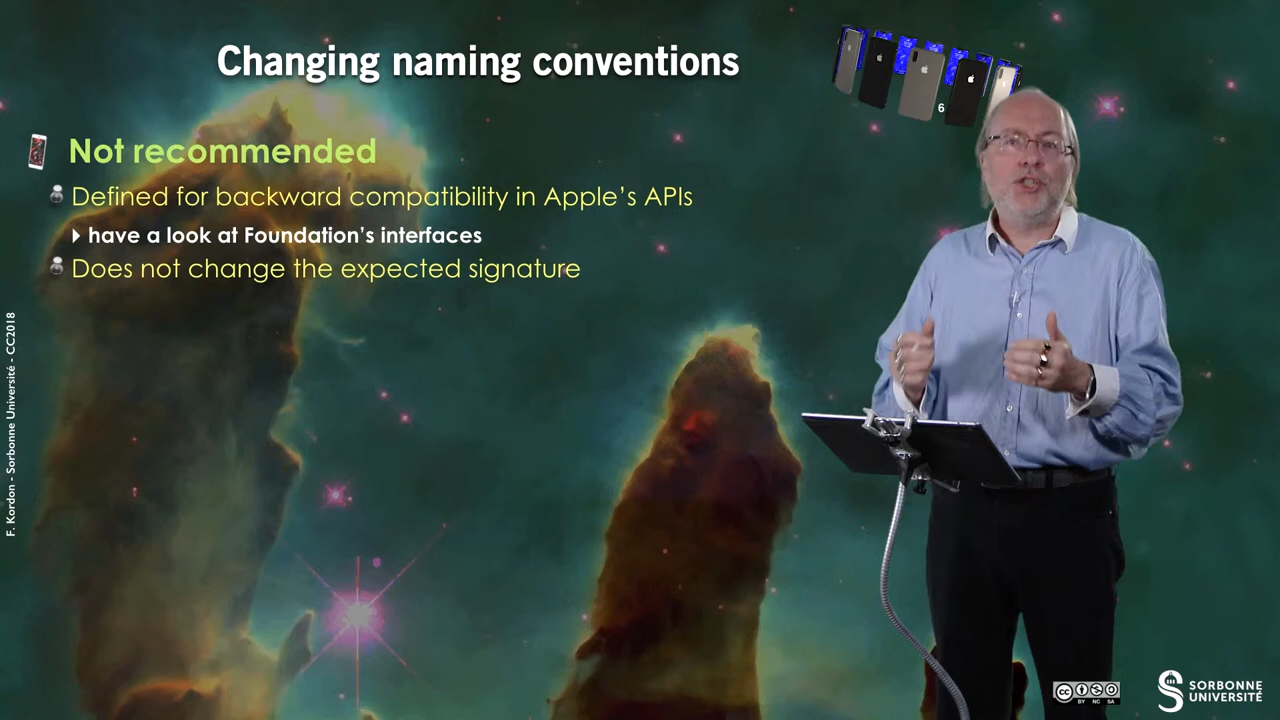 Changing naming conventions
6
Not recommended
Defined for backward compatibility in Apple’s APIs
have a look at Foundation’s interfaces
Does not change the expected signature
F. Kordon - Sorbonne Université - CC2018
cc
BY NC SA
SORBONNE
UNIVERSITÉ